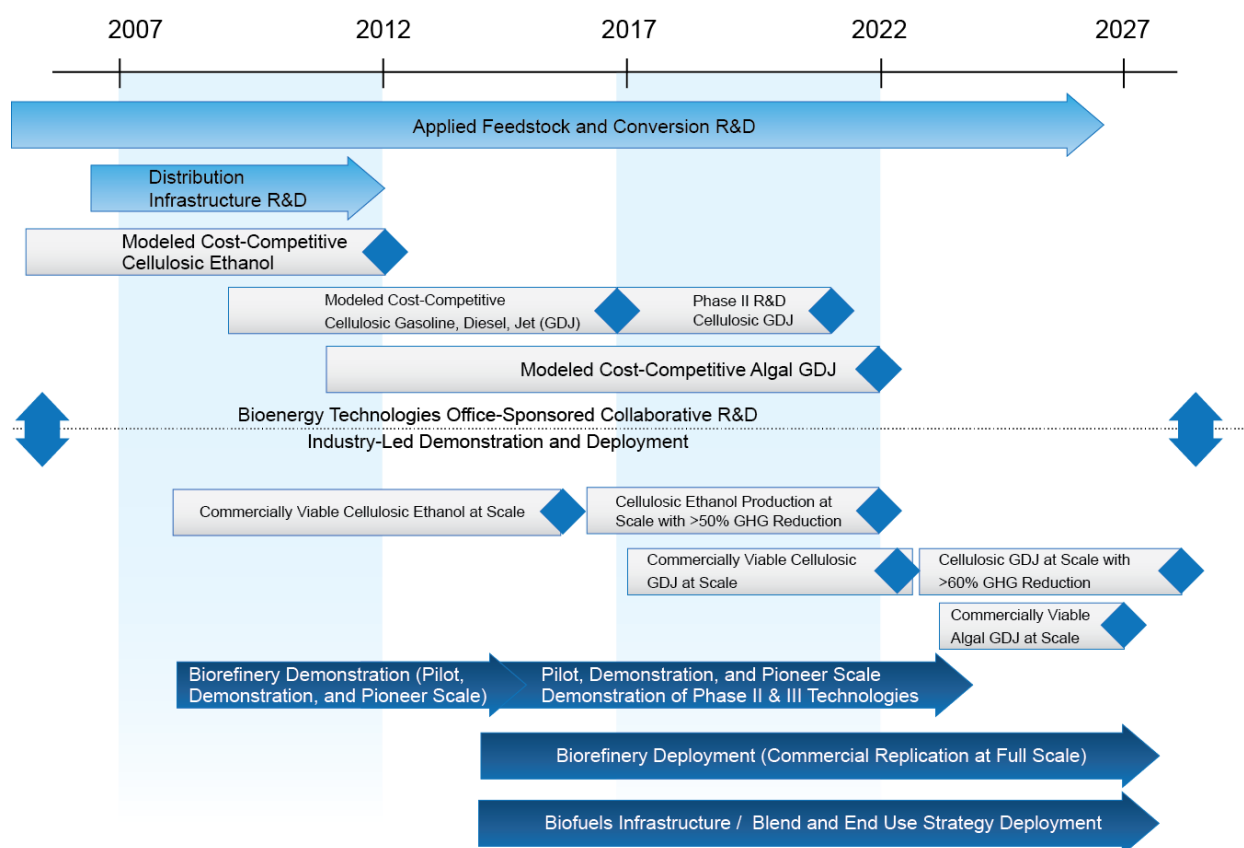 2007 2012 2017 2022 2027
Applied Feedstock and Conversion R&D
Distribution
Infrastructure R&D
Modeled Cost-Competitive
Cellulosic Ethanol
Modeled Cost-Competitive
Cellulosic Gasoline, Diesel, Jet (GDJ)
Phase II R&D
Cellulosic GDJ
Modeled Cost-Competitive Algal GDJ
Bioenergy Technologies Office-Sponsored Collaborative R&D
Industry-Led Demonstration and Deployment
Commercially Viable Cellulosic Ethanol at Scale
Cellulosic Ethanol Production at
Scale with >50% GHG Reduction
Commercially Viable Cellulosic
GDJ at Scale
Cellulosic GDJ at Scale with
>60% GHG Reduction
Commercially Viable
Algal GDJ at Scale
Biorefinery Demonstration (Pilot,
Demonstration, and Pioneer Scale)
Pilot, Demonstration, and Pioneer Scale
Demonstration of Phase II & III Technologies
Biorefinery Deployment (Commercial Replication at Full Scale)
Biofuels Infrastructure / Blend and End Use Strategy Deployment